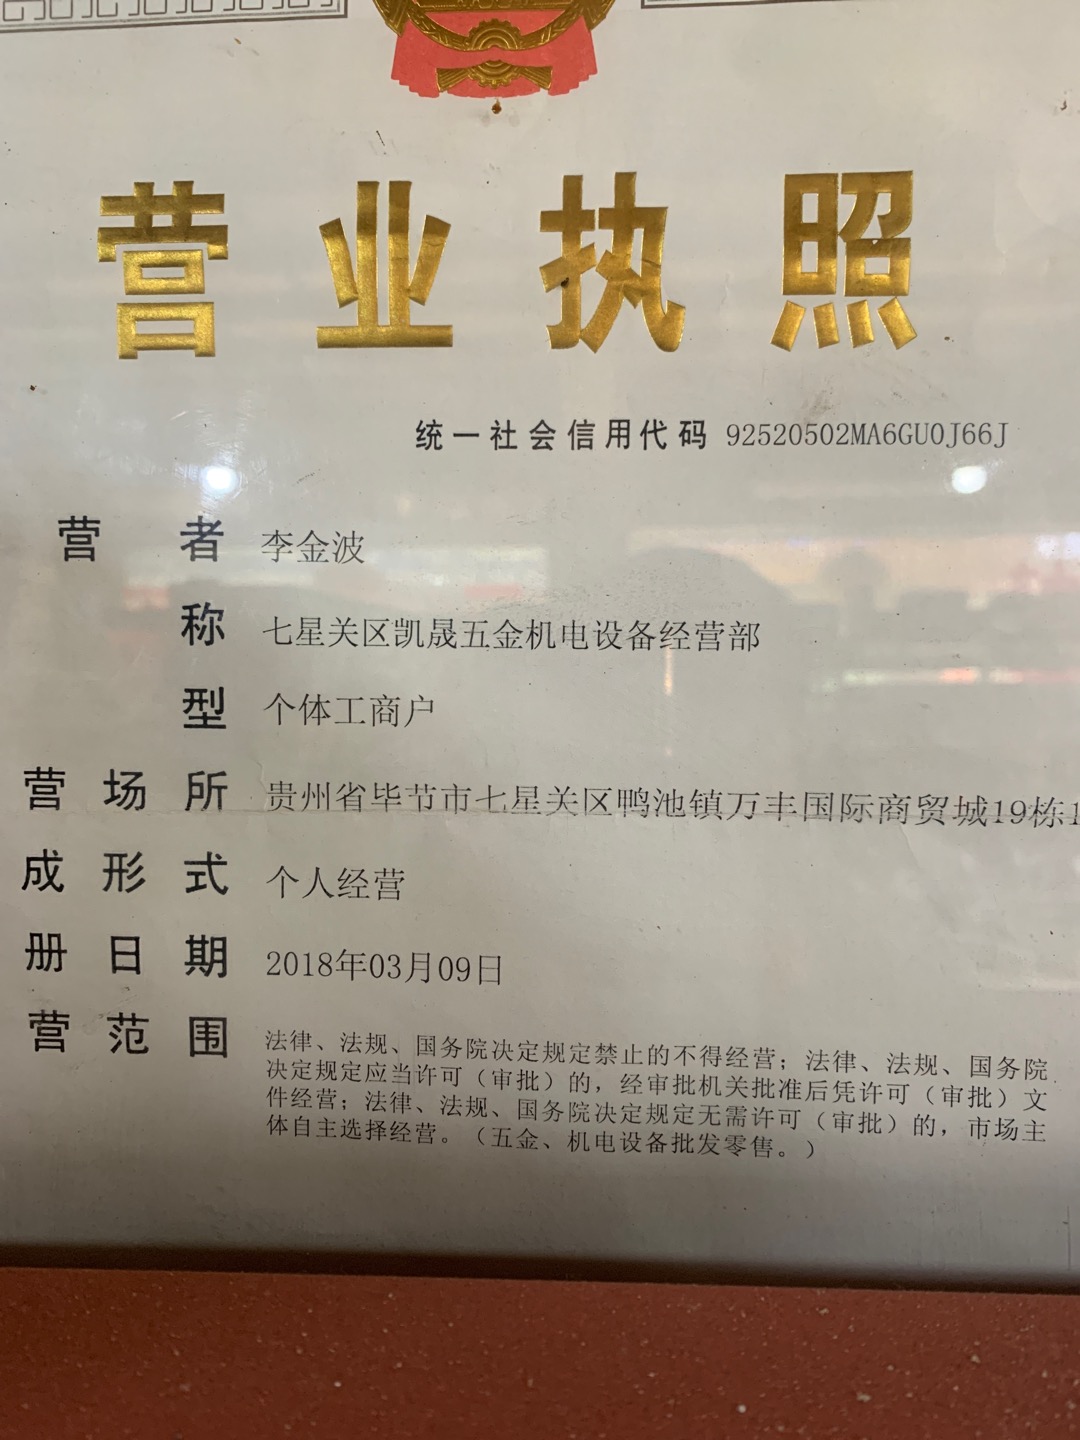 营业执照
统一社会信用代码 92520502MA6GU0J66J
营 者 李金波
称 七星关区凯晟五金机电设备经营部
型 个体工商户
营 场 所 贵州省毕节市七星关区鸭池镇万丰国际商贸城19栋1
成 形 式 个人经营
册 日 期 2018年03月09日
营 范 围 法律、法规、国务院决定规定禁止的不得经营；法律、法规、国务院
决定规定应当许可（审批）的，经审批机关批准后凭许可（审批）文
件经营；法律、法规、国务院决定规定无需许可（审批）的，市场主
体自主选择经营。（五金、机电设备批发零售。）